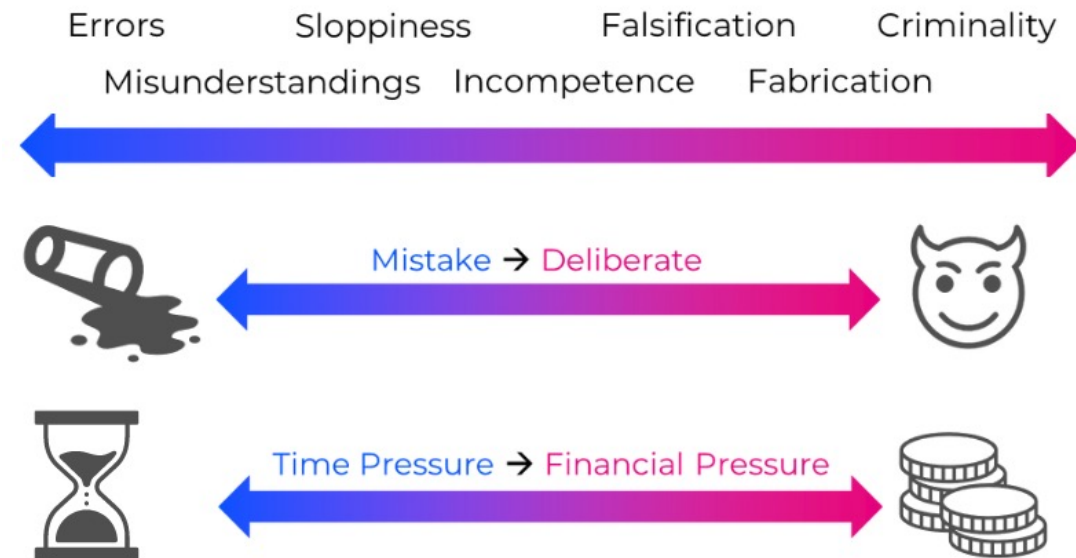 Errors Sloppiness Falsification Criminality
Misunderstandings Incompetence Fabrication
Mistake → Deliberate
Time Pressure → Financial Pressure